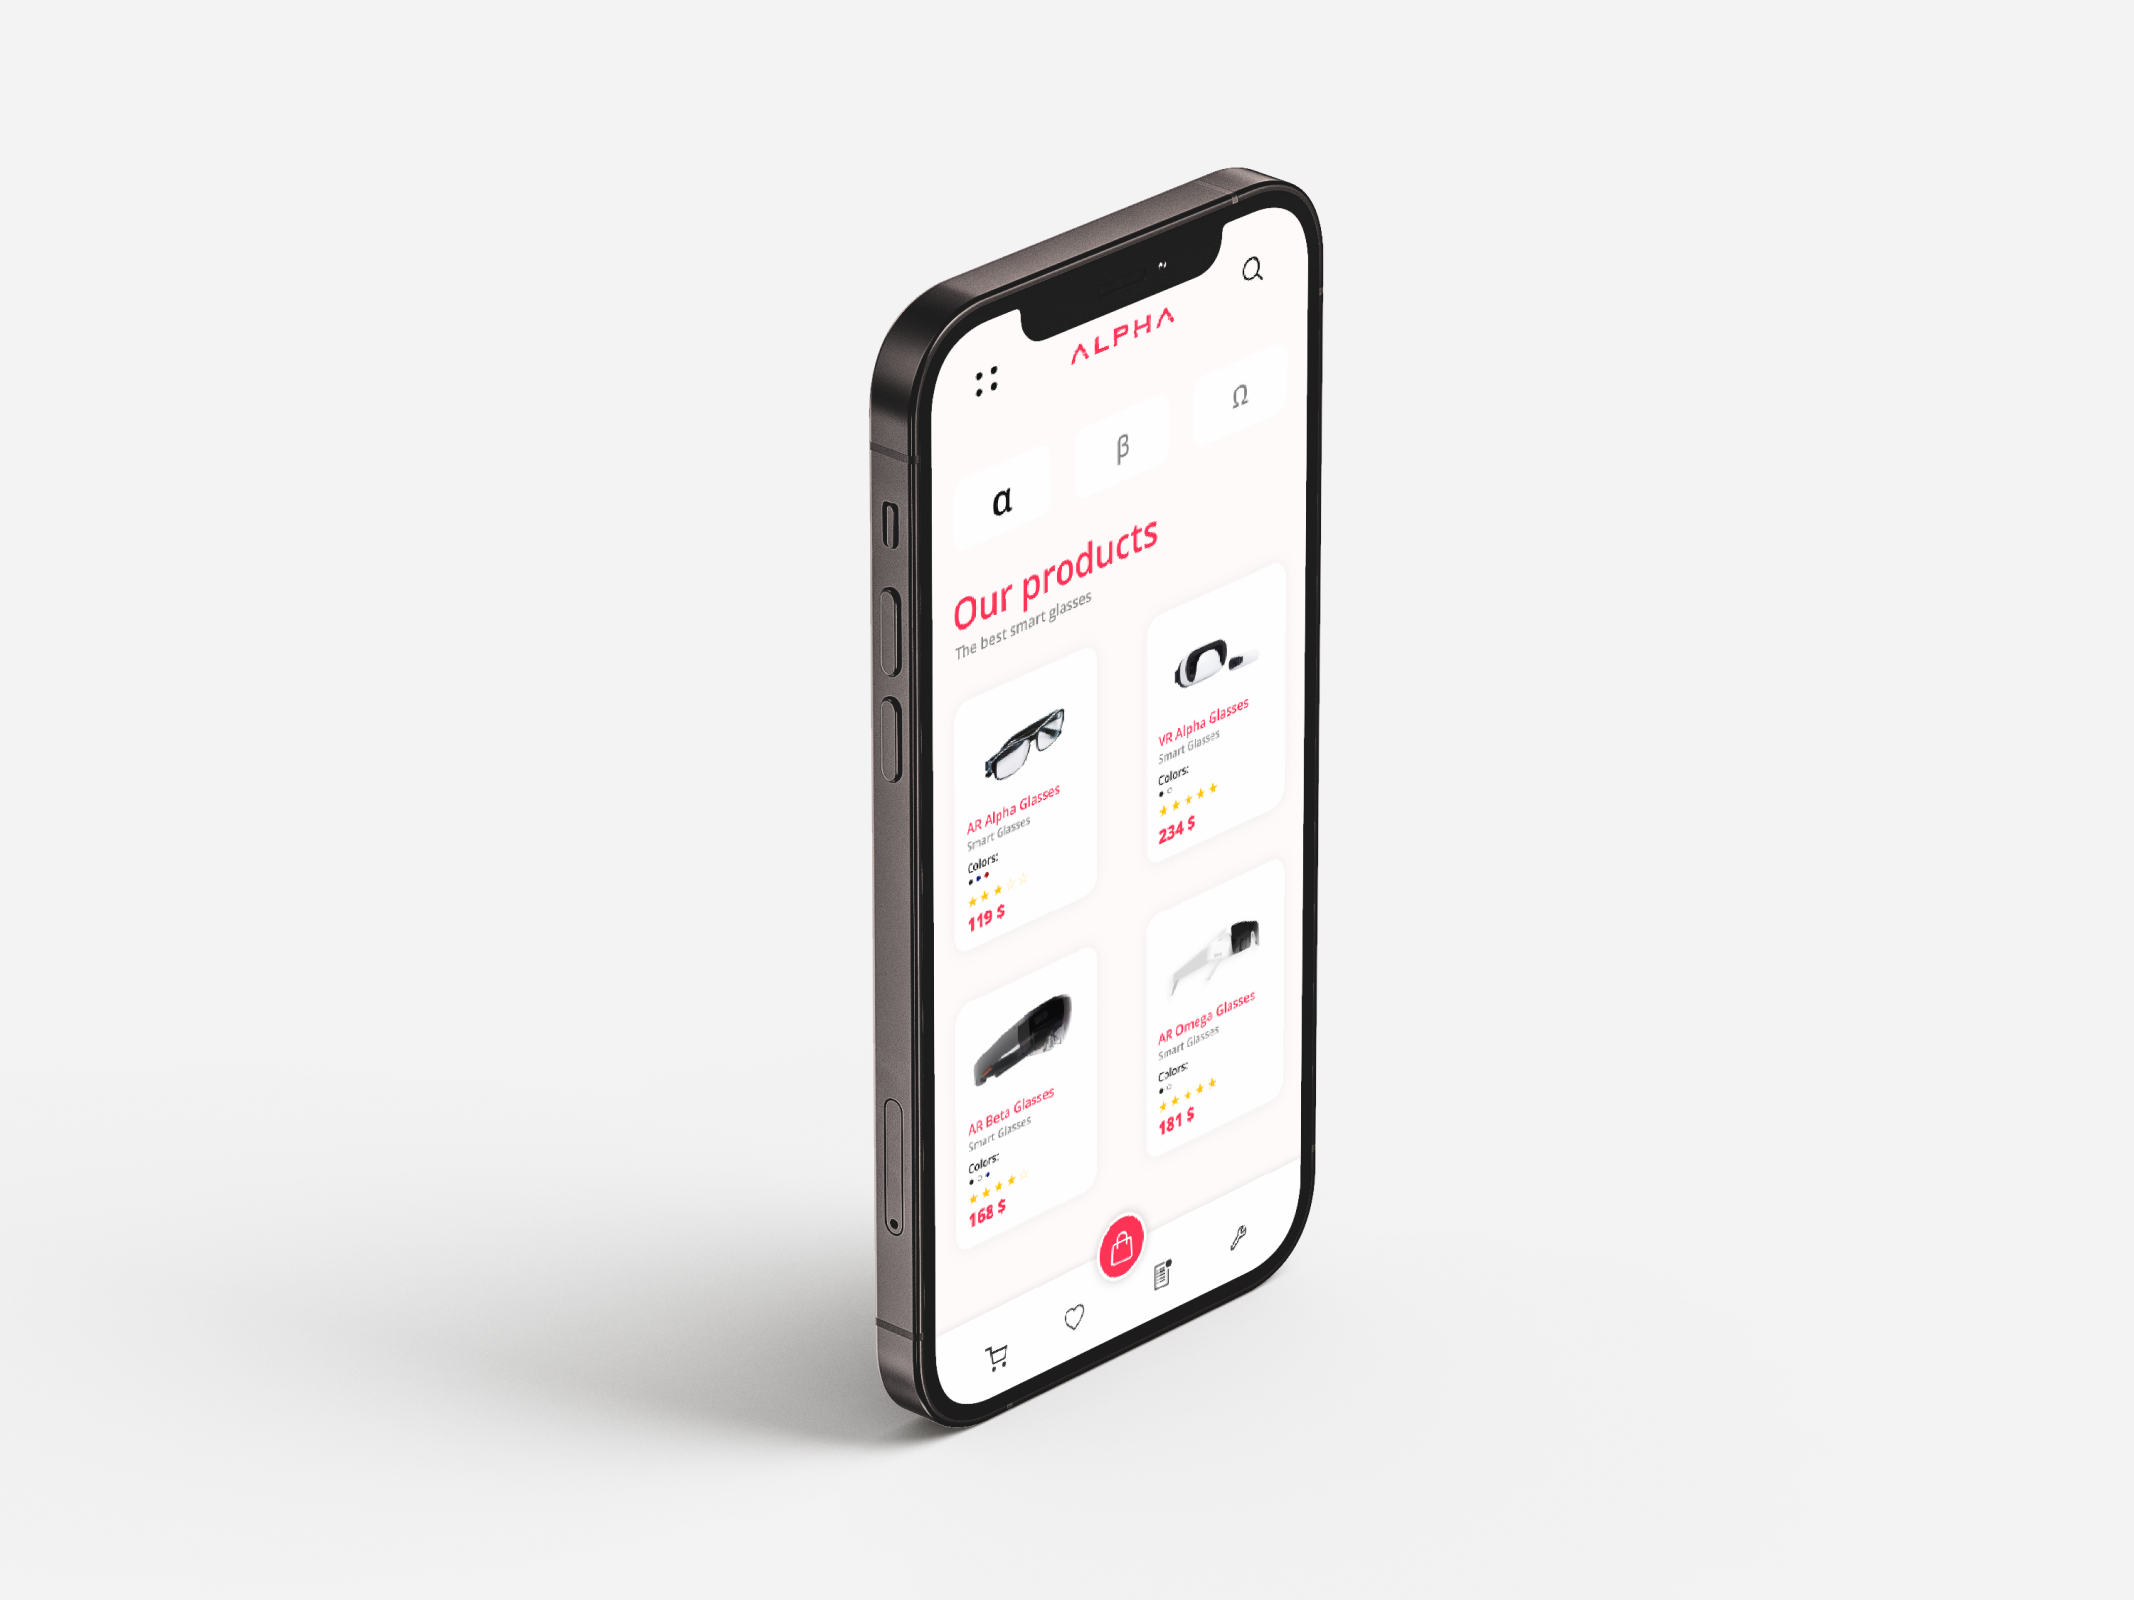 ALPHA
α
β
Ω
Our products
The best smart glasses
AR Alpha Glasses
Smart Glasses
Colors:
119 $
VR Alpha Glasses
Smart Glasses
Colors:
234 $
AR Beta Glasses
Smart Glasses
Colors:
168 $
AR Omega Glasses
Smart Glasses
Colors:
181 $